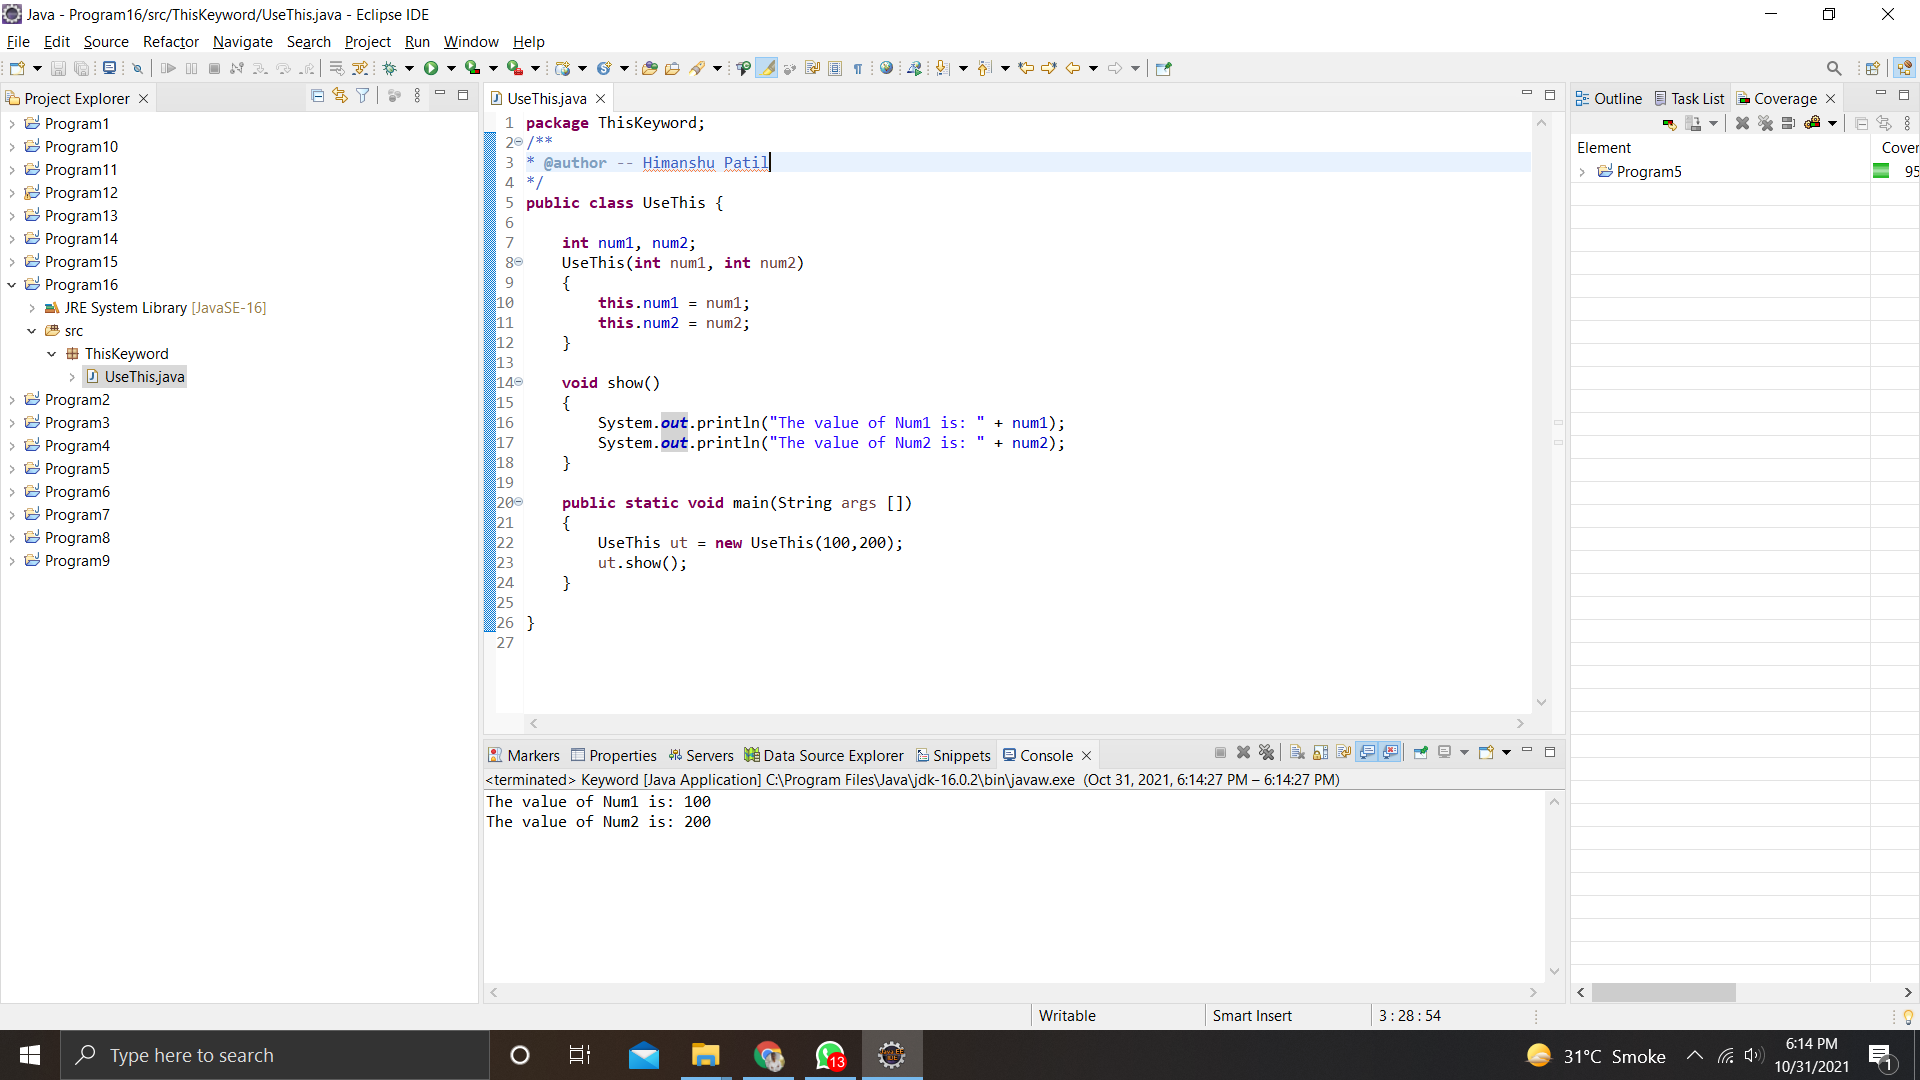 Java - Program16/src/ThisKeyword/UseThis.java - Eclipse IDE
File Edit Source Refactor Navigate Search Project Run Window Help
Project Explorer
Program1
Program10
Program11
Program12
Program13
Program14
Program15
Program16
JRE System Library [JavaSE-16]
src
ThisKeyword
UseThis.java
Program2
Program3
Program4
Program5
Program6
Program7
Program8
Program9
UseThis.java
1 package ThisKeyword;
2 /**
3 * @author -- Himanshu Patil
4 */
5 public class UseThis {
6
7 int num1, num2;
8 UseThis(int num1, int num2)
9 {
10 this.num1 = num1;
11 this.num2 = num2;
12 }
13
14 void show()
15 {
16 System.out.println("The value of Num1 is: " + num1);
17 System.out.println("The value of Num2 is: " + num2);
18 }
19
20 public static void main(String args [])
21 {
22 UseThis ut = new UseThis(100,200);
23 ut.show();
24 }
25
26 }
27
Outline Task List Coverage
Element Cover
Program5 95
Markers Properties Servers Data Source Explorer Snippets Console
<terminated> Keyword [Java Application] C:\Program Files\Java\jdk-16.0.2\bin\javaw.exe (Oct 31, 2021, 6:14:27 PM – 6:14:27 PM)
The value of Num1 is: 100
The value of Num2 is: 200
Writable Smart Insert 3 : 28 : 54
Type here to search
13
31°C Smoke
6:14 PM
10/31/2021
1